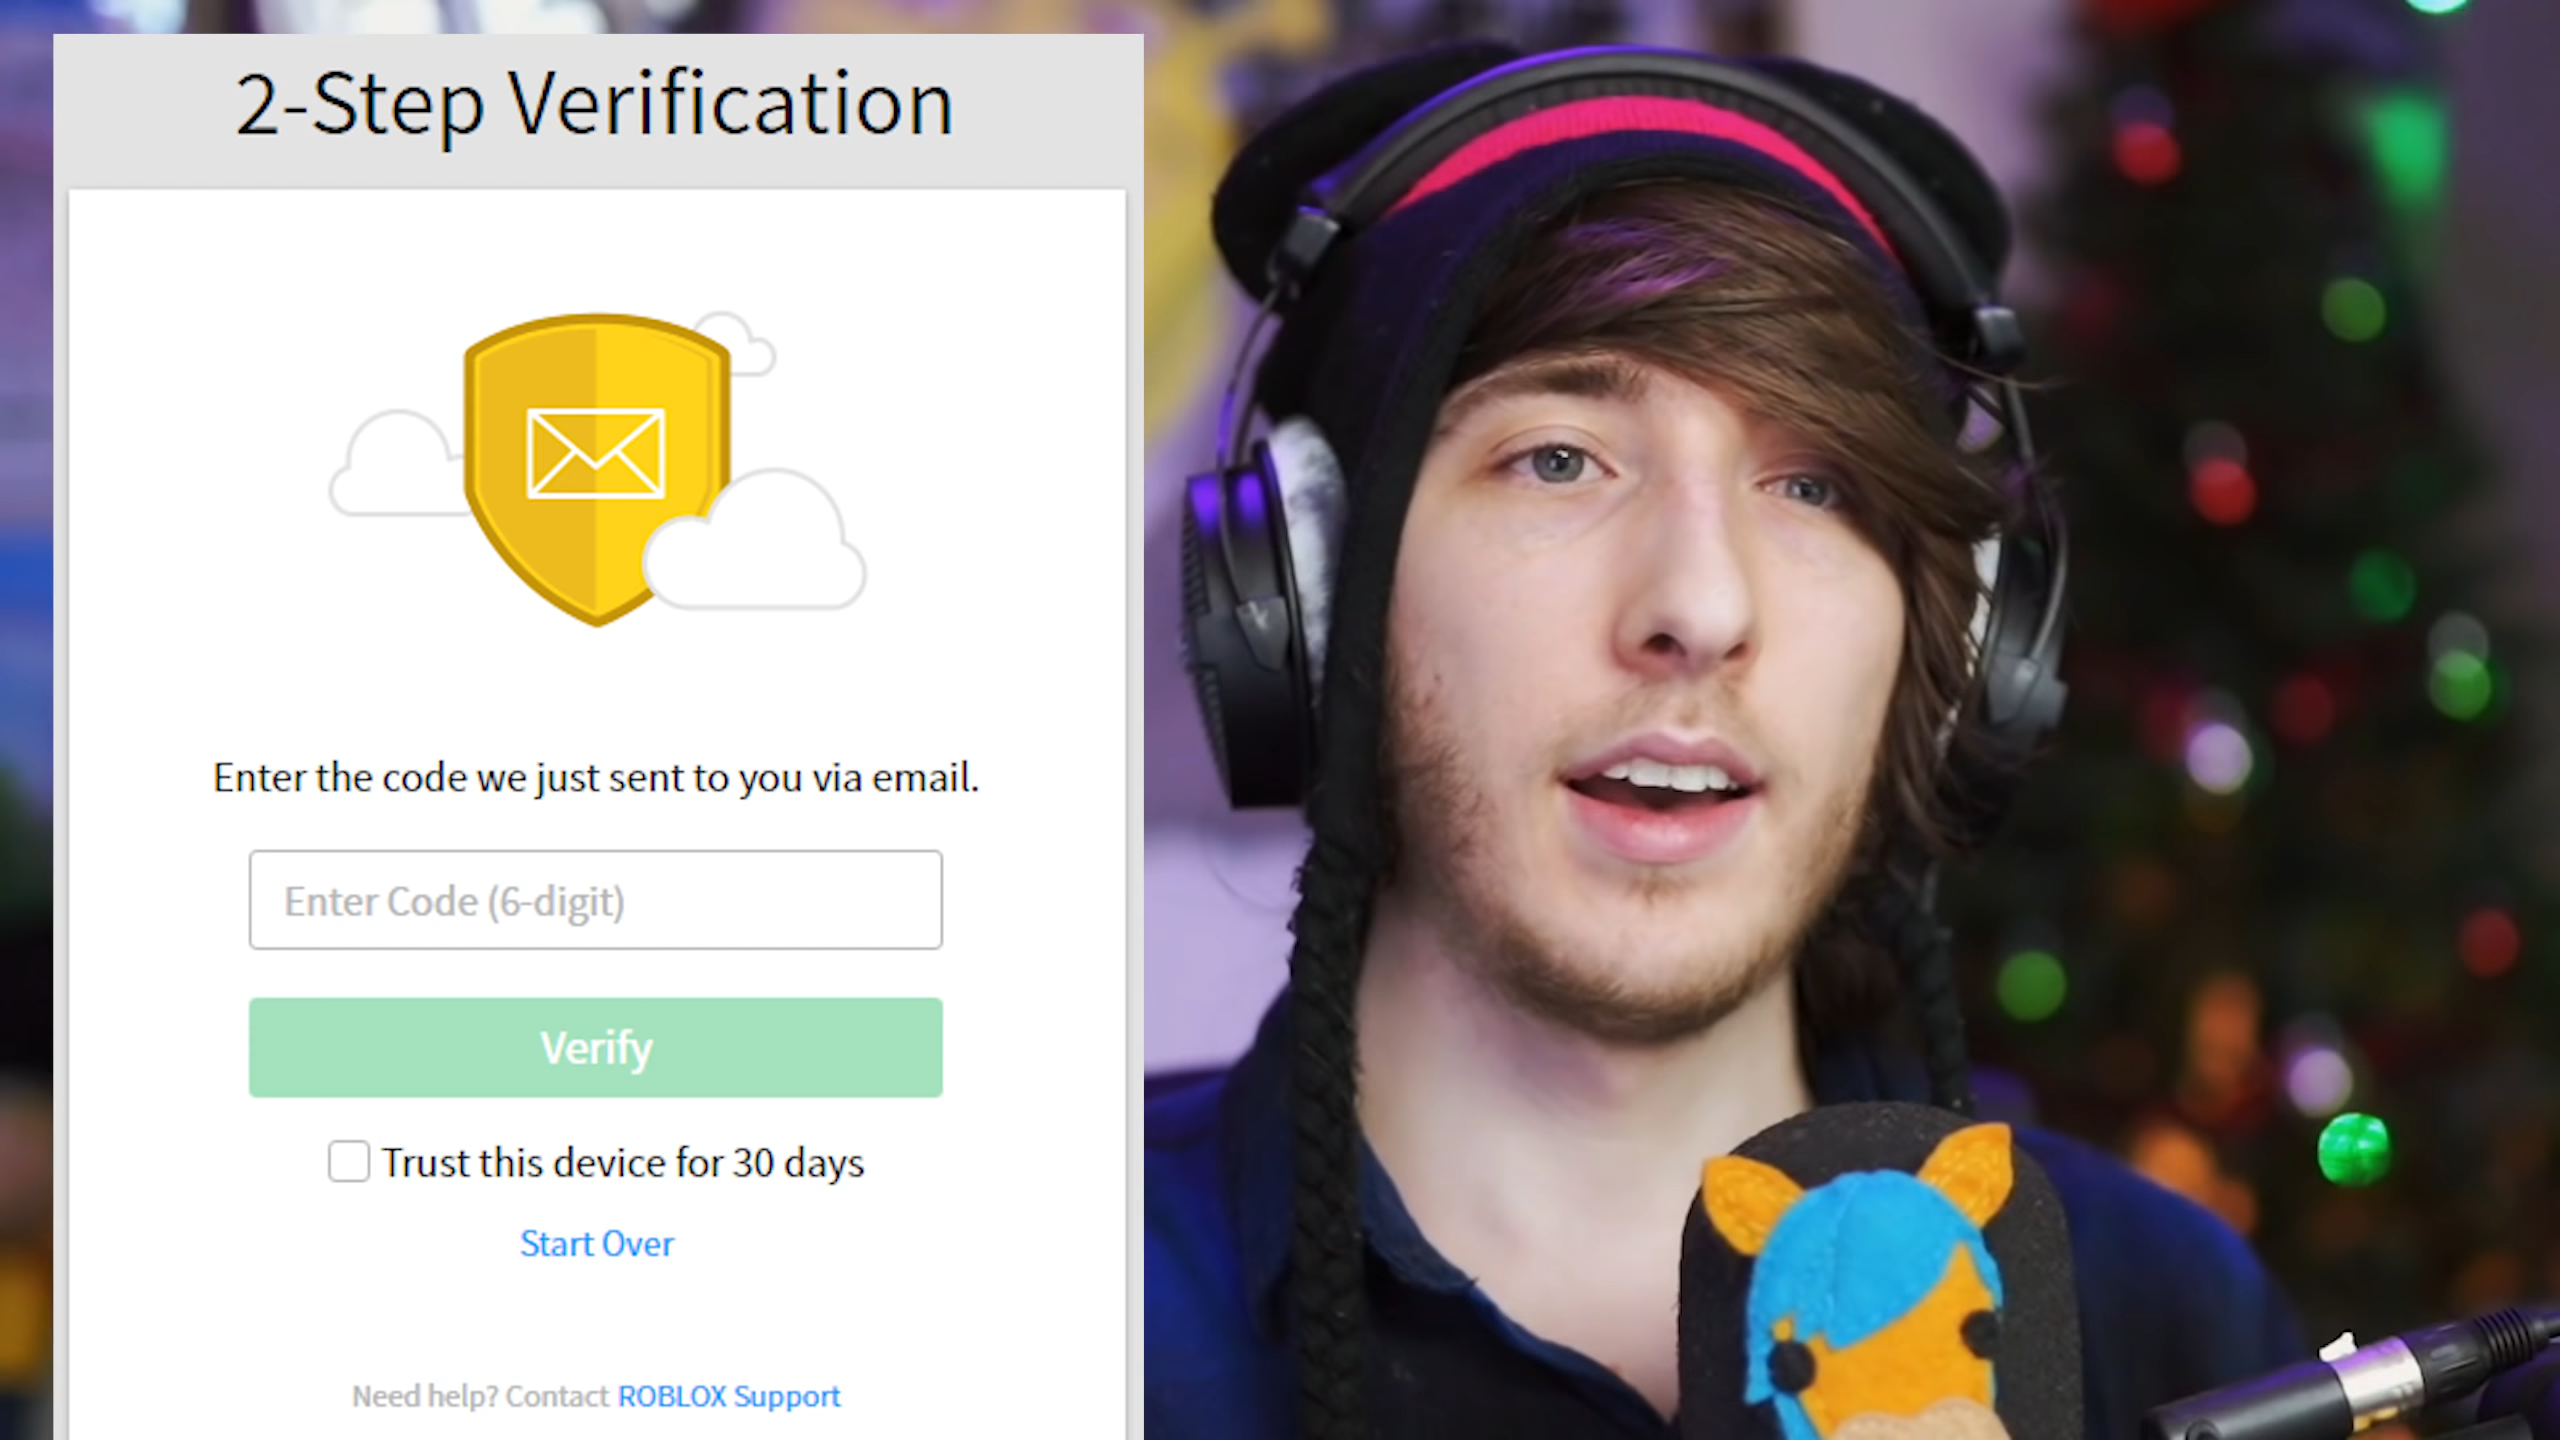 2-Step Verification
Enter the code we just sent to you via email.
Enter Code (6-digit)
Verify
Trust this device for 30 days
Start Over
Need help? Contact ROBLOX Support